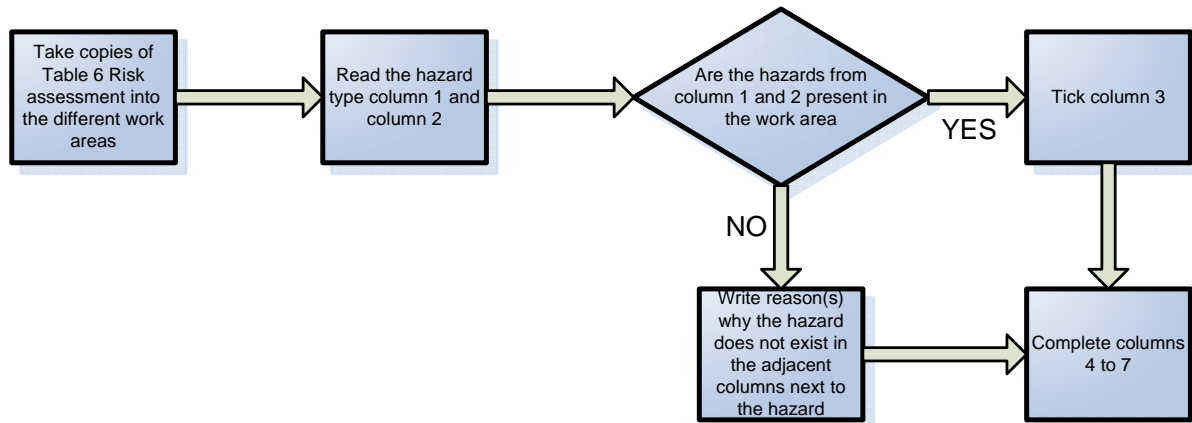 Take copies of
Table 6 Risk
assessment into
the different work
areas
Read the hazard
type column 1 and
column 2
Are the hazards from
column 1 and 2 present in
the work area
YES
Tick column 3
NO
Write reason(s)
why the hazard
does not exist in
the adjacent
columns next to
the hazard
Complete columns
4 to 7